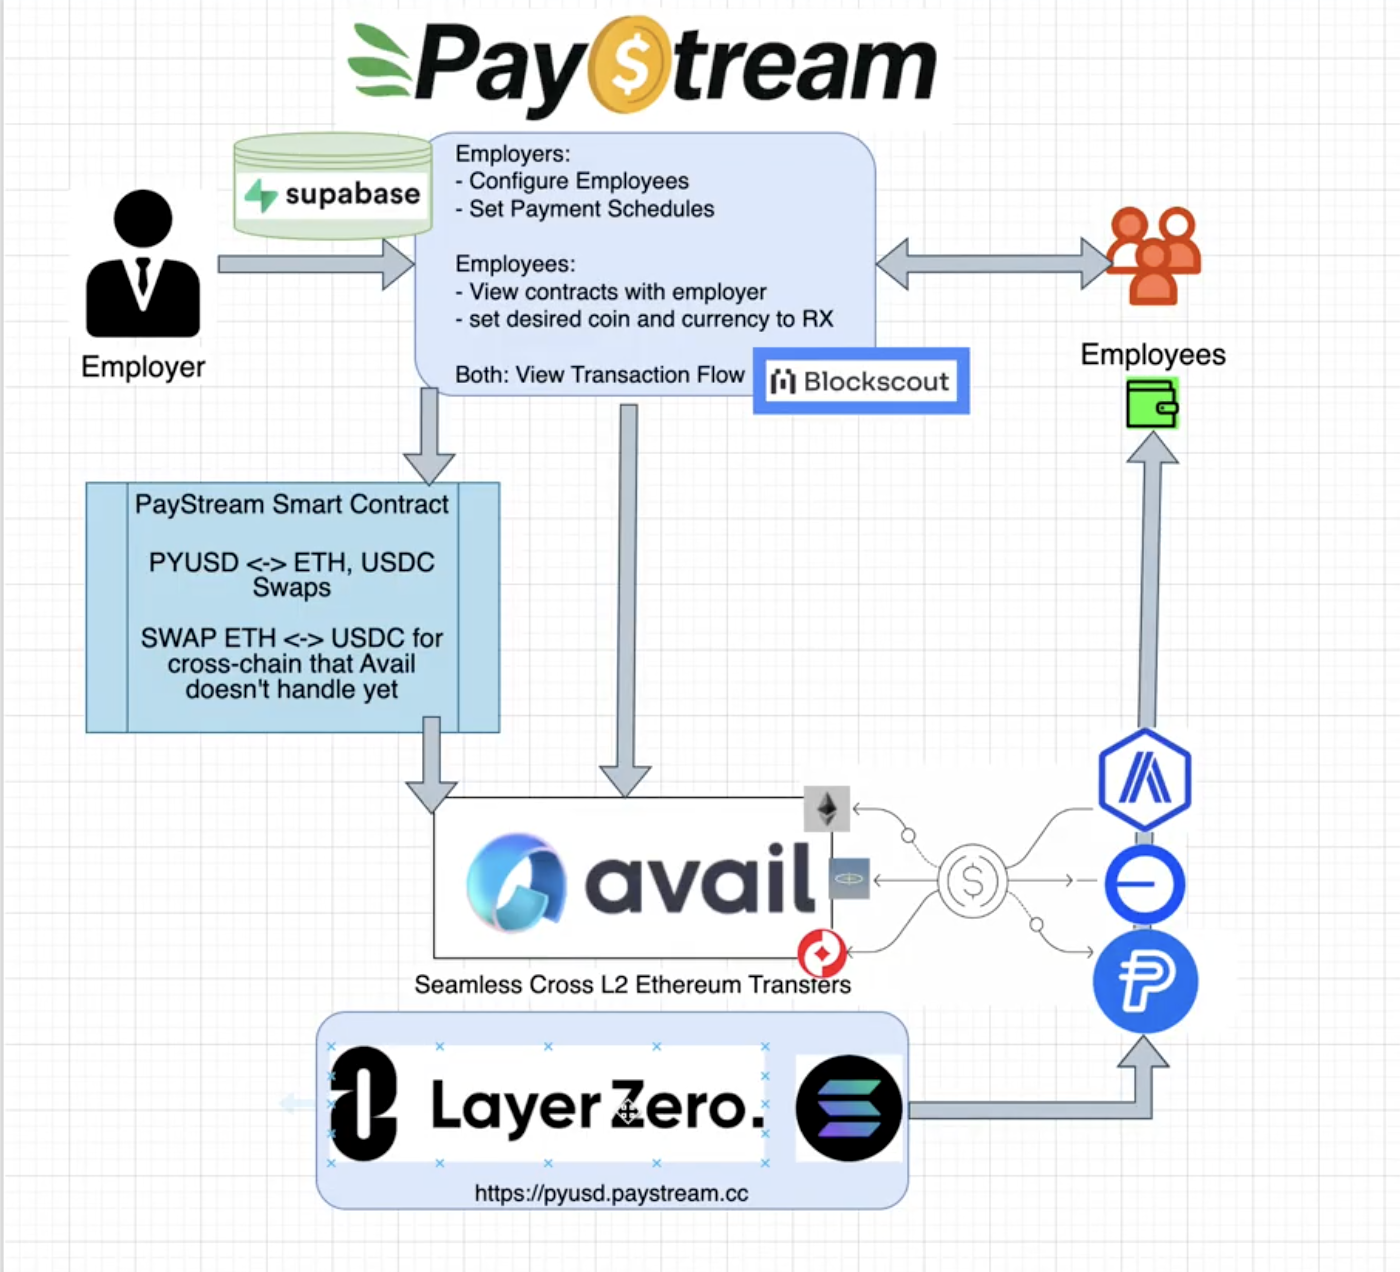 Pay$tream
supabase
Employers:
- Configure Employees
- Set Payment Schedules
Employees:
- View contracts with employer
- set desired coin and currency to RX
Both: View Transaction Flow
Blockscout
Employer
Employees
PayStream Smart Contract
PYUSD <-> ETH, USDC
Swaps
SWAP ETH <-> USDC for
cross-chain that Avail
doesn't handle yet
avail
$
Seamless Cross L2 Ethereum Transfers
LayerZero.
https://pyusd.paystream.cc